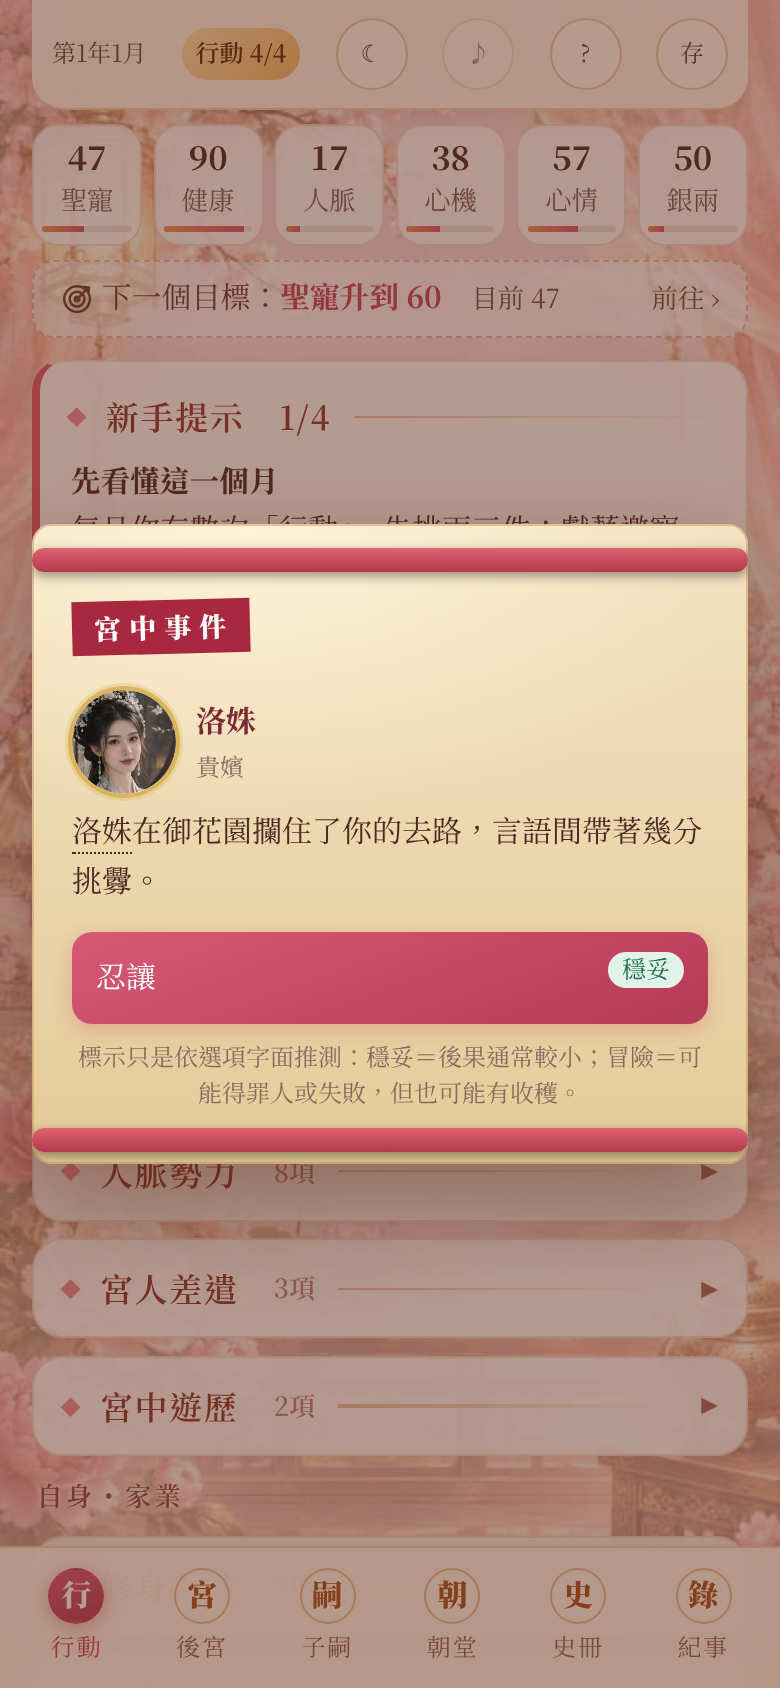 第1年1月 行動 4/4 ☾ ♪ ? 存
47 90 17 38 57 50
聖寵 健康 人脈 心機 心情 銀兩
下一個目標：聖寵升到 60 目前 47 前往 ›
新手提示 1/4
先看懂這一個月
宮中事件
洛姝
貴嬪
洛姝在御花園攔住了你的去路，言語間帶著幾分
挑釁。
忍讓 穩妥
標示只是依選項字面推測：穩妥＝後果通常較小；冒險＝可
能得罪人或失敗，但也可能有收穫。
人脈勢力 8項
宮人差遣 3項
宮中遊歷 2項
自身・家業
行 宮 嗣 朝 史 錄
行動 後宮 子嗣 朝堂 史冊 紀事